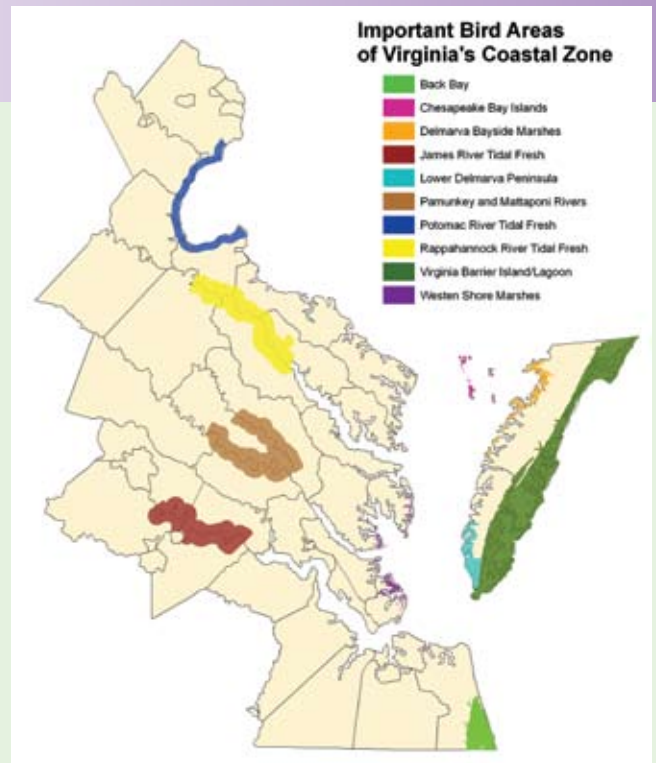 Important Bird Areas
of Virginia's Coastal Zone
Back Bay
Chesapeake Bay Islands
Delmarva Bayside Marshes
James River Tidal Fresh
Lower Delmarva Peninsula
Pamunkey and Mattaponi Rivers
Potomac River Tidal Fresh
Rappahannock River Tidal Fresh
Virginia Barrier Island/Lagoon
Westen Shore Marshes